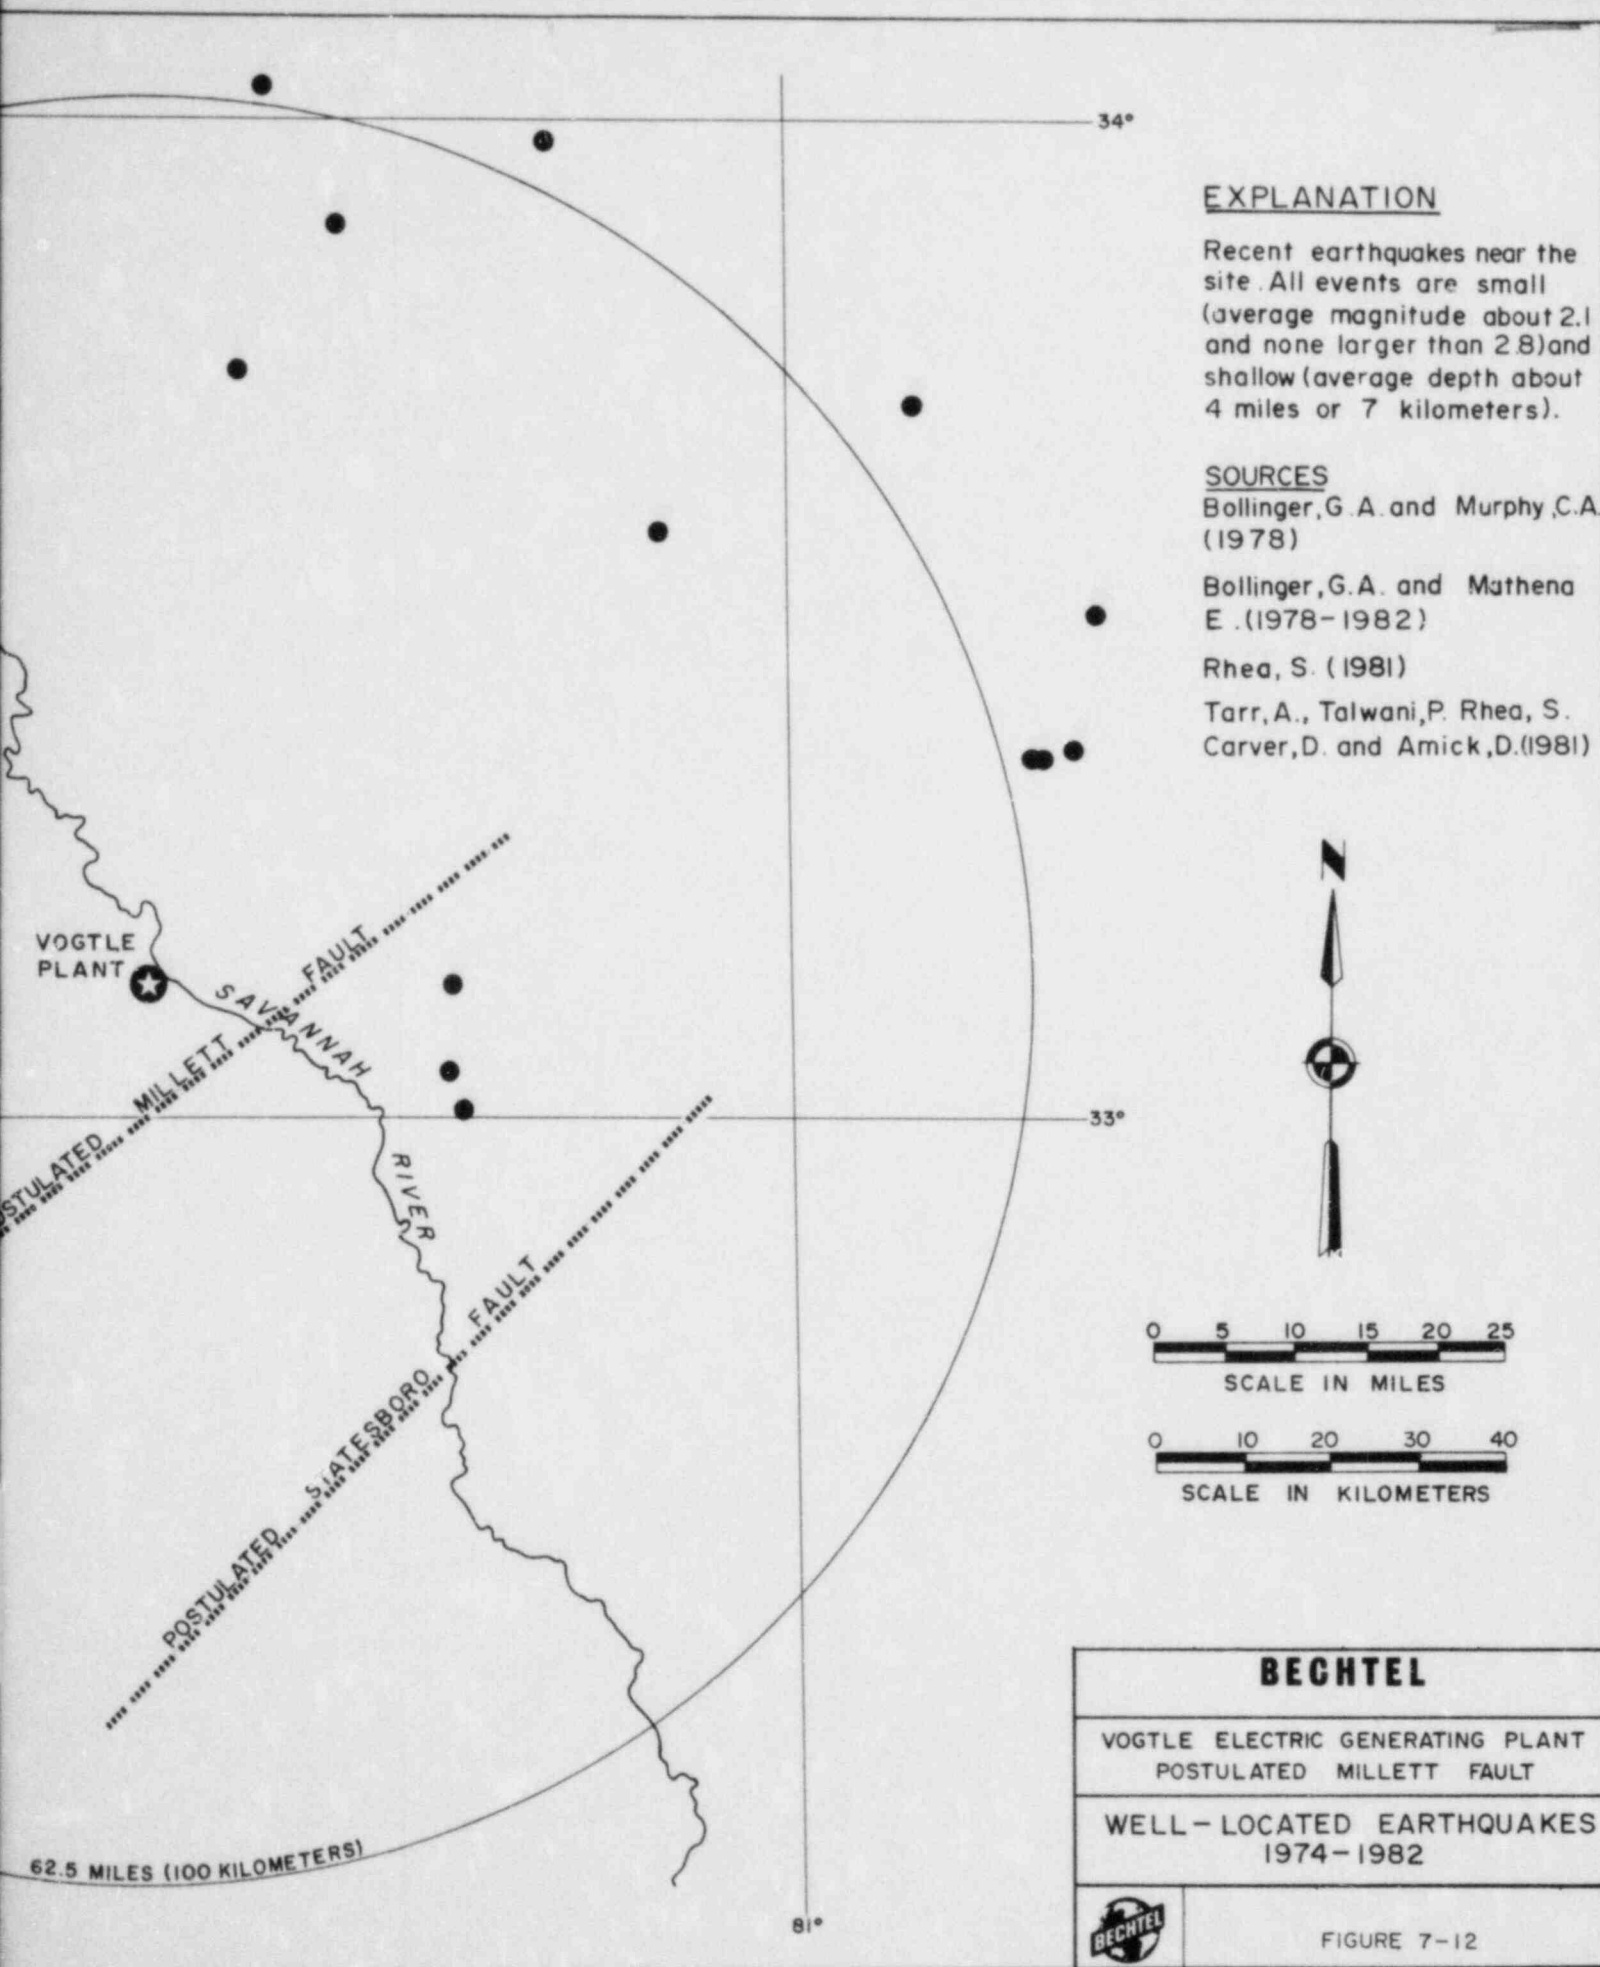 34°
EXPLANATION
Recent earthquakes near the
site. All events are small
(average magnitude about 2.1
and none larger than 2.8) and
shallow (average depth about
4 miles or 7 kilometers).
SOURCES
Bollinger, G.A. and Murphy, C.A.
(1978)
Bollinger, G.A. and Mathena
E. (1978-1982)
Rhea, S. (1981)
Tarr, A., Talwani, P. Rhea, S.
Carver, D. and Amick, D. (1981)
N
VOGTLE
PLANT
SAVANNAH
RIVER
MILLETT FAULT
33°
POSTULATED STATESBORO FAULT
0 5 10 15 20 25
SCALE IN MILES
0 10 20 30 40
SCALE IN KILOMETERS
62.5 MILES (100 KILOMETERS)
81°
BECHTEL
VOGTLE ELECTRIC GENERATING PLANT
POSTULATED MILLETT FAULT
WELL-LOCATED EARTHQUAKES
1974-1982
BECHTEL
FIGURE 7-12